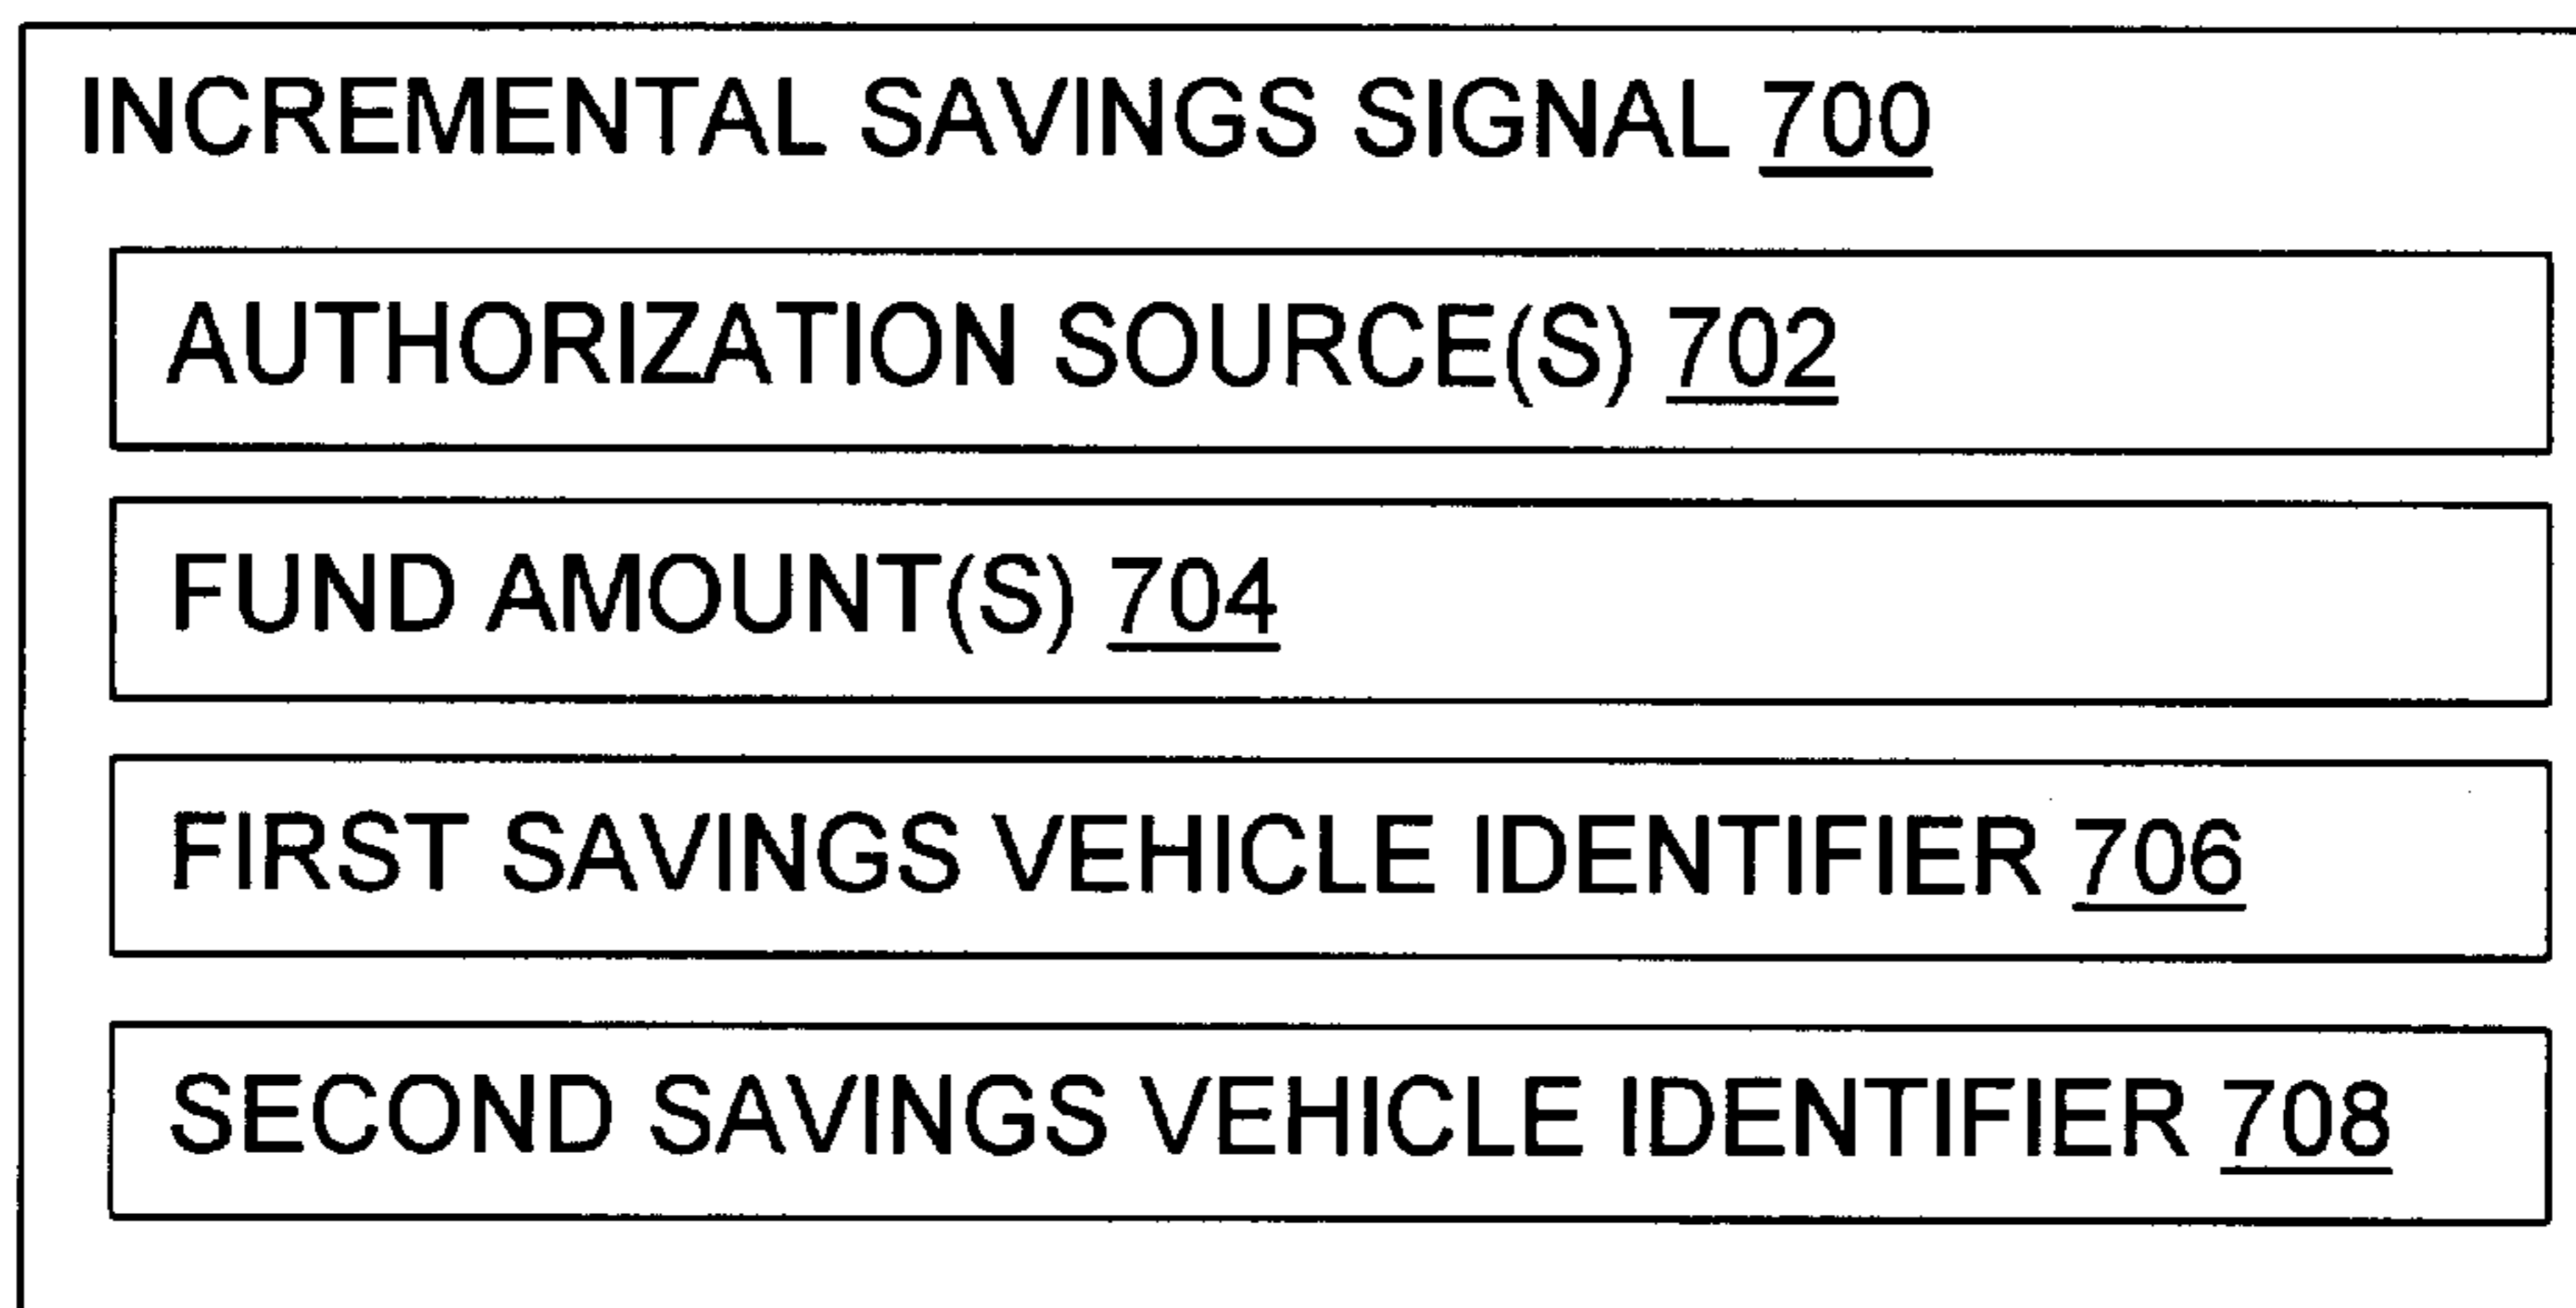 INCREMENTAL SAVINGS SIGNAL 700
AUTHORIZATION SOURCE(S) 702
FUND AMOUNT(S) 704
FIRST SAVINGS VEHICLE IDENTIFIER 706
SECOND SAVINGS VEHICLE IDENTIFIER 708